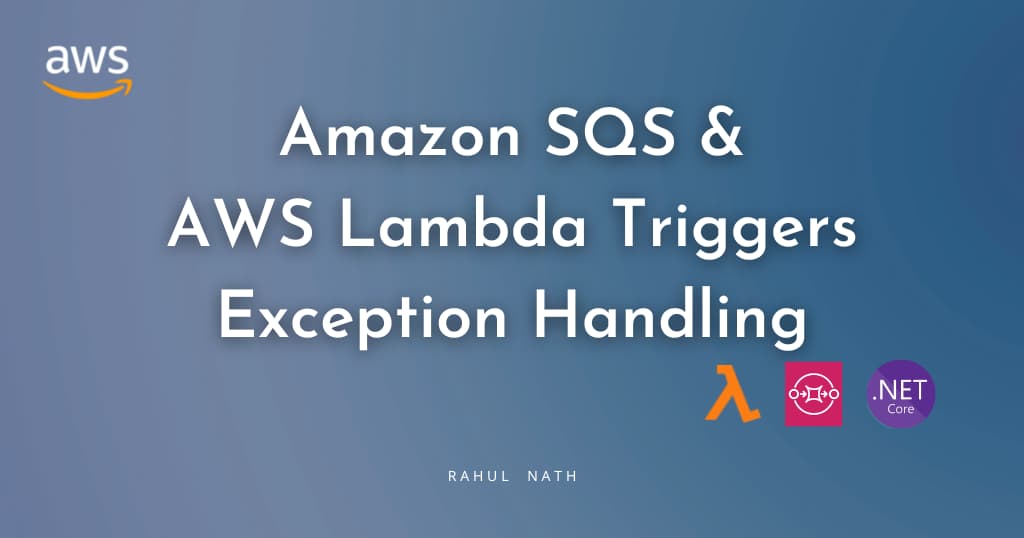 aws
Amazon SQS &
AWS Lambda Triggers
Exception Handling
.NET
Core
RAHUL NATH